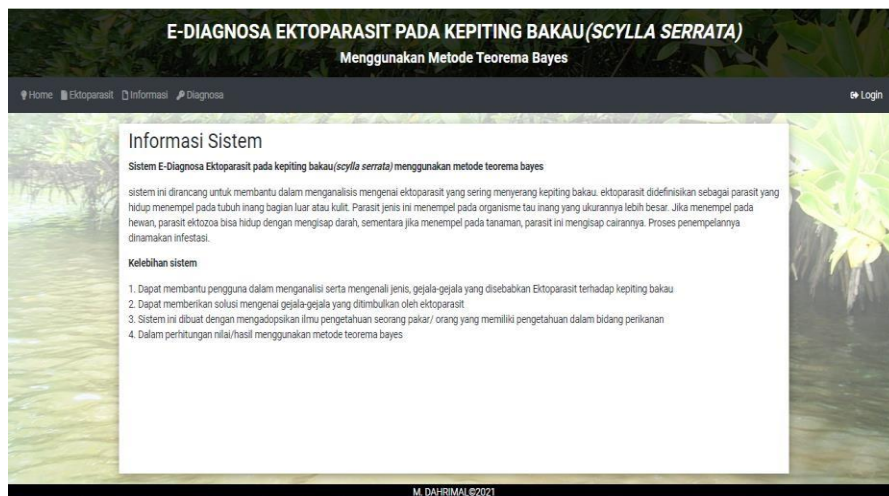 E-DIAGNOSA EKTOPARASIT PADA KEPITING BAKAU(SCYLLA SERRATA)
Menggunakan Metode Teorema Bayes
Home Ektoparasit Informasi Diagnosa Login
Informasi Sistem
Sistem E-Diagnosa Ektoparasit pada kepiting bakau(scylla serrata) menggunakan metode teorema bayes
sistem ini dirancang untuk membantu dalam menganalisis mengenai ektoparasit yang sering menyerang kepiting bakau. ektoparasit didefinisikan sebagai parasit yang
hidup menempel pada tubuh inang bagian luar atau kulit. Parasit jenis ini menempel pada organisme tau inang yang ukurannya lebih besar. Jika menempel pada
hewan, parasit ektozoa bisa hidup dengan mengisap darah, sementara jika menempel pada tanaman, parasit ini mengisap cairannya. Proses penempelannya
dinamakan infestasi.
Kelebihan sistem
1. Dapat membantu pengguna dalam menganalisi serta mengenali jenis, gejala-gejala yang disebabkan Ektoparasit terhadap kepiting bakau
2. Dapat memberikan solusi mengenai gejala-gejala yang ditimbulkan oleh ektoparasit
3. Sistem ini dibuat dengan mengadopsikan ilmu pengetahuan seorang pakar/ orang yang memiliki pengetahuan dalam bidang perikanan
4. Dalam perhitungan nilai/hasil menggunakan metode teorema bayes
M. DAHRIMAL©2021